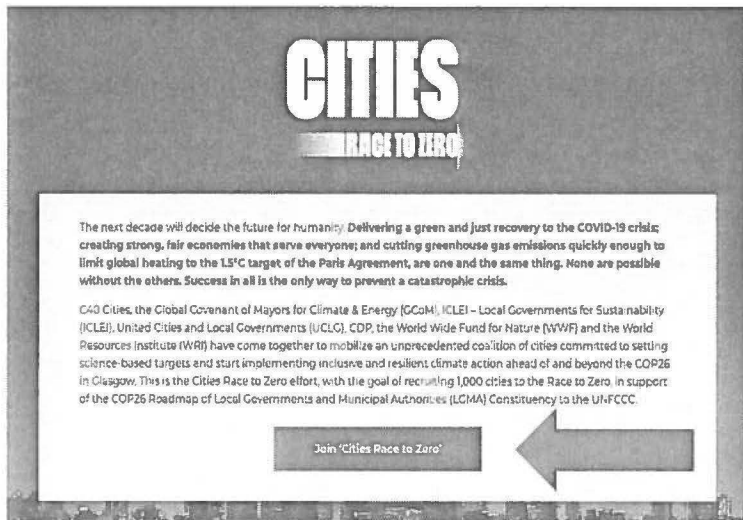 CITIES
RACE TO ZERO
The next decade will decide the future for humanity. Delivering a green and just recovery to the COVID-19 crisis;
creating strong, fair economies that serve everyone; and cutting greenhouse gas emissions quickly enough to
limit global heating to the 1.5°C target of the Paris Agreement, are one and the same thing. None are possible
without the others. Success in all is the only way to prevent a catastrophic crisis.
C40 Cities, the Global Covenant of Mayors for Climate & Energy (GCoM), ICLEI – Local Governments for Sustainability
(ICLEI), United Cities and Local Governments (UCLG), CDP, the World Wide Fund for Nature (WWF) and the World
Resources Institute (WRI) have come together to mobilize an unprecedented coalition of cities committed to setting
science-based targets and start implementing inclusive and resilient climate action ahead of and beyond the COP26
in Glasgow. This is the Cities Race to Zero effort, with the goal of recruiting 1,000 cities to the Race to Zero, in support
of the COP26 Roadmap of Local Governments and Municipal Authorities (LGMA) Constituency to the UNFCCC.
Join 'Cities Race to Zero'